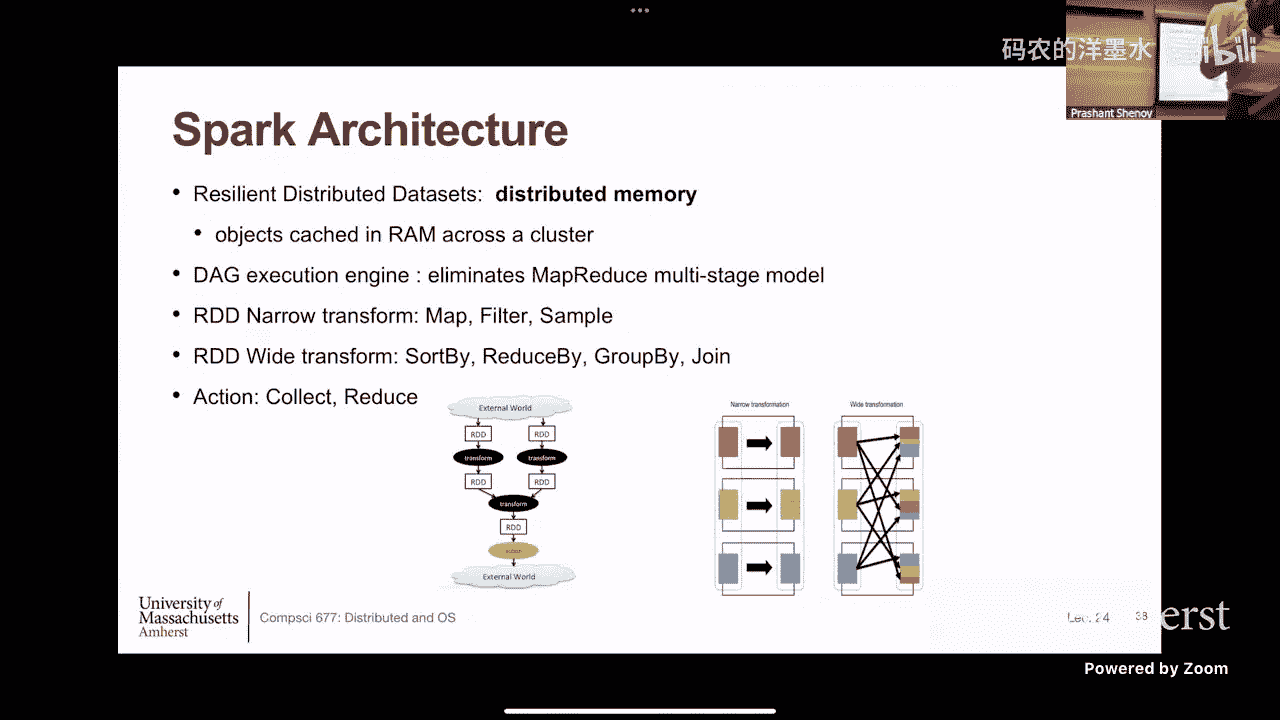 码农的洋墨水
bilibili
Prashant Shenoy
Spark Architecture
• Resilient Distributed Datasets: distributed memory
• objects cached in RAM across a cluster
• DAG execution engine : eliminates MapReduce multi-stage model
• RDD Narrow transform: Map, Filter, Sample
• RDD Wide transform: SortBy, ReduceBy, GroupBy, Join
• Action: Collect, Reduce
External World
RDD RDD
transform transform
RDD RDD
transform
RDD
External World
Narrow transformation
Wide transformation
University of
Massachusetts
Amherst
Compsci 677: Distributed and OS
Lec. 24
38
erst
Powered by Zoom